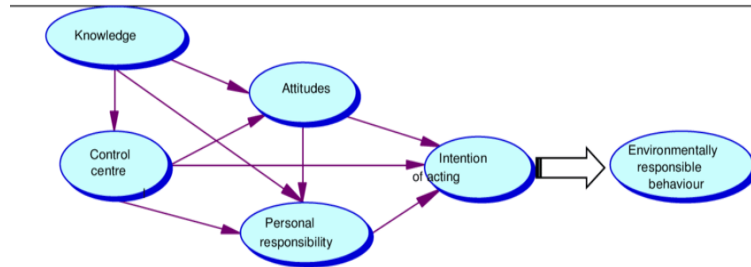 Knowledge
Attitudes
Control
centre
Intention
of acting
Environmentally
responsible
behaviour
Personal
responsibility